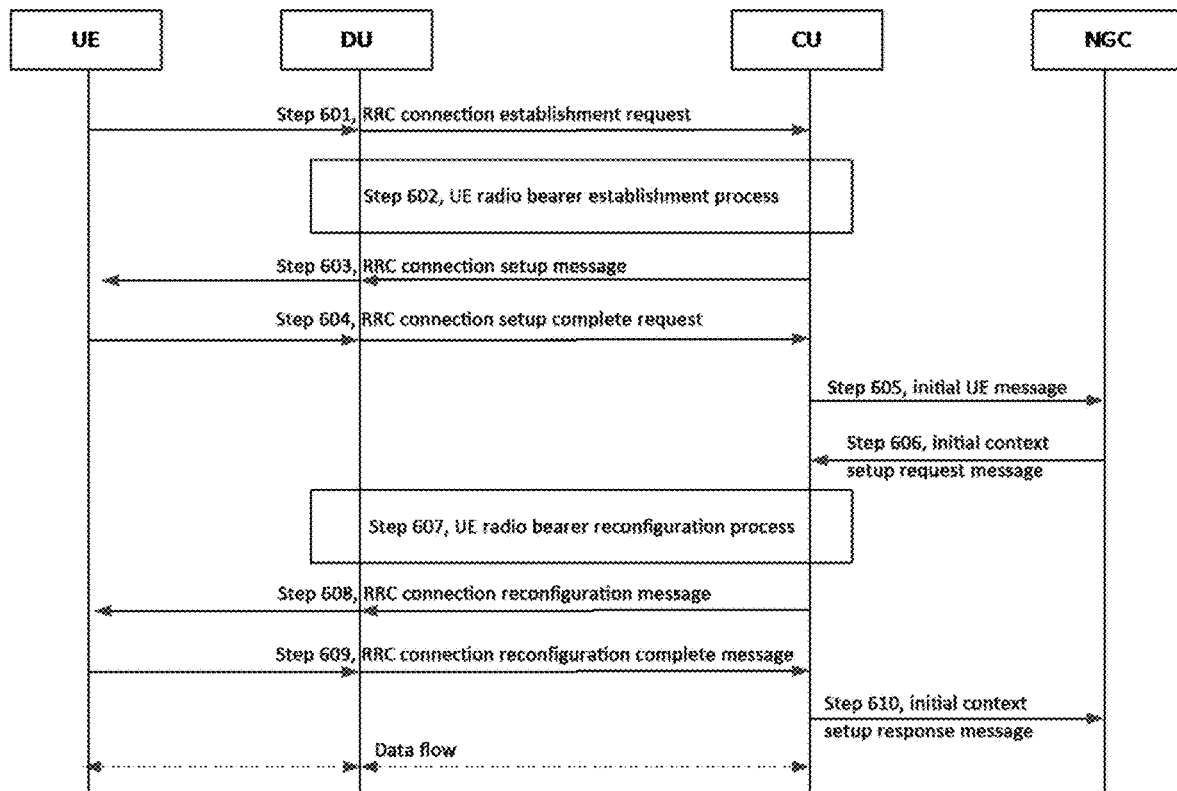 UE
DU
CU
NGC
Step 601, RRC connection establishment request
Step 602, UE radio bearer establishment process
Step 603, RRC connection setup message
Step 604, RRC connection setup complete request
Step 605, initial UE message
Step 606, initial context
setup request message
Step 607, UE radio bearer reconfiguration process
Step 608, RRC connection reconfiguration message
Step 609, RRC connection reconfiguration complete message
Step 610, initial context
setup response message
Data flow